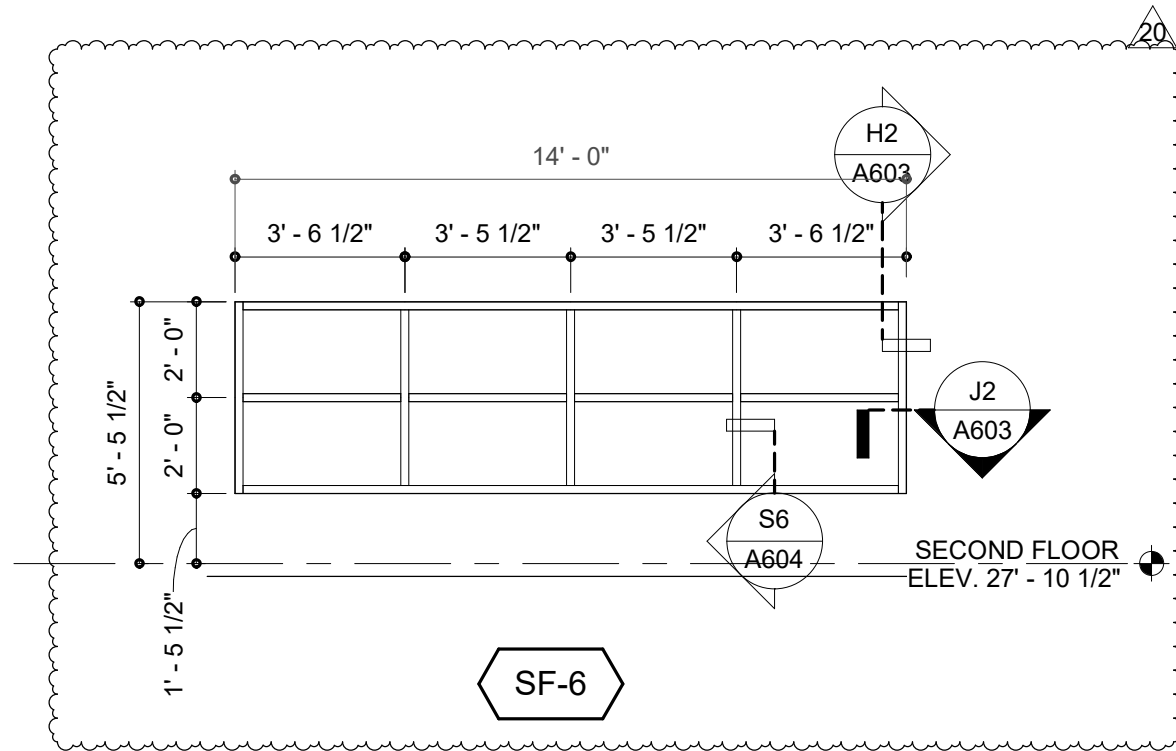 20
H2
A603
14' - 0"
3' - 6 1/2" 3' - 5 1/2" 3' - 5 1/2" 3' - 6 1/2"
2' - 0"
5' - 5 1/2"
2' - 0"
J2
A603
S6
A604
SECOND FLOOR
ELEV. 27' - 10 1/2"
1' - 5 1/2"
SF-6